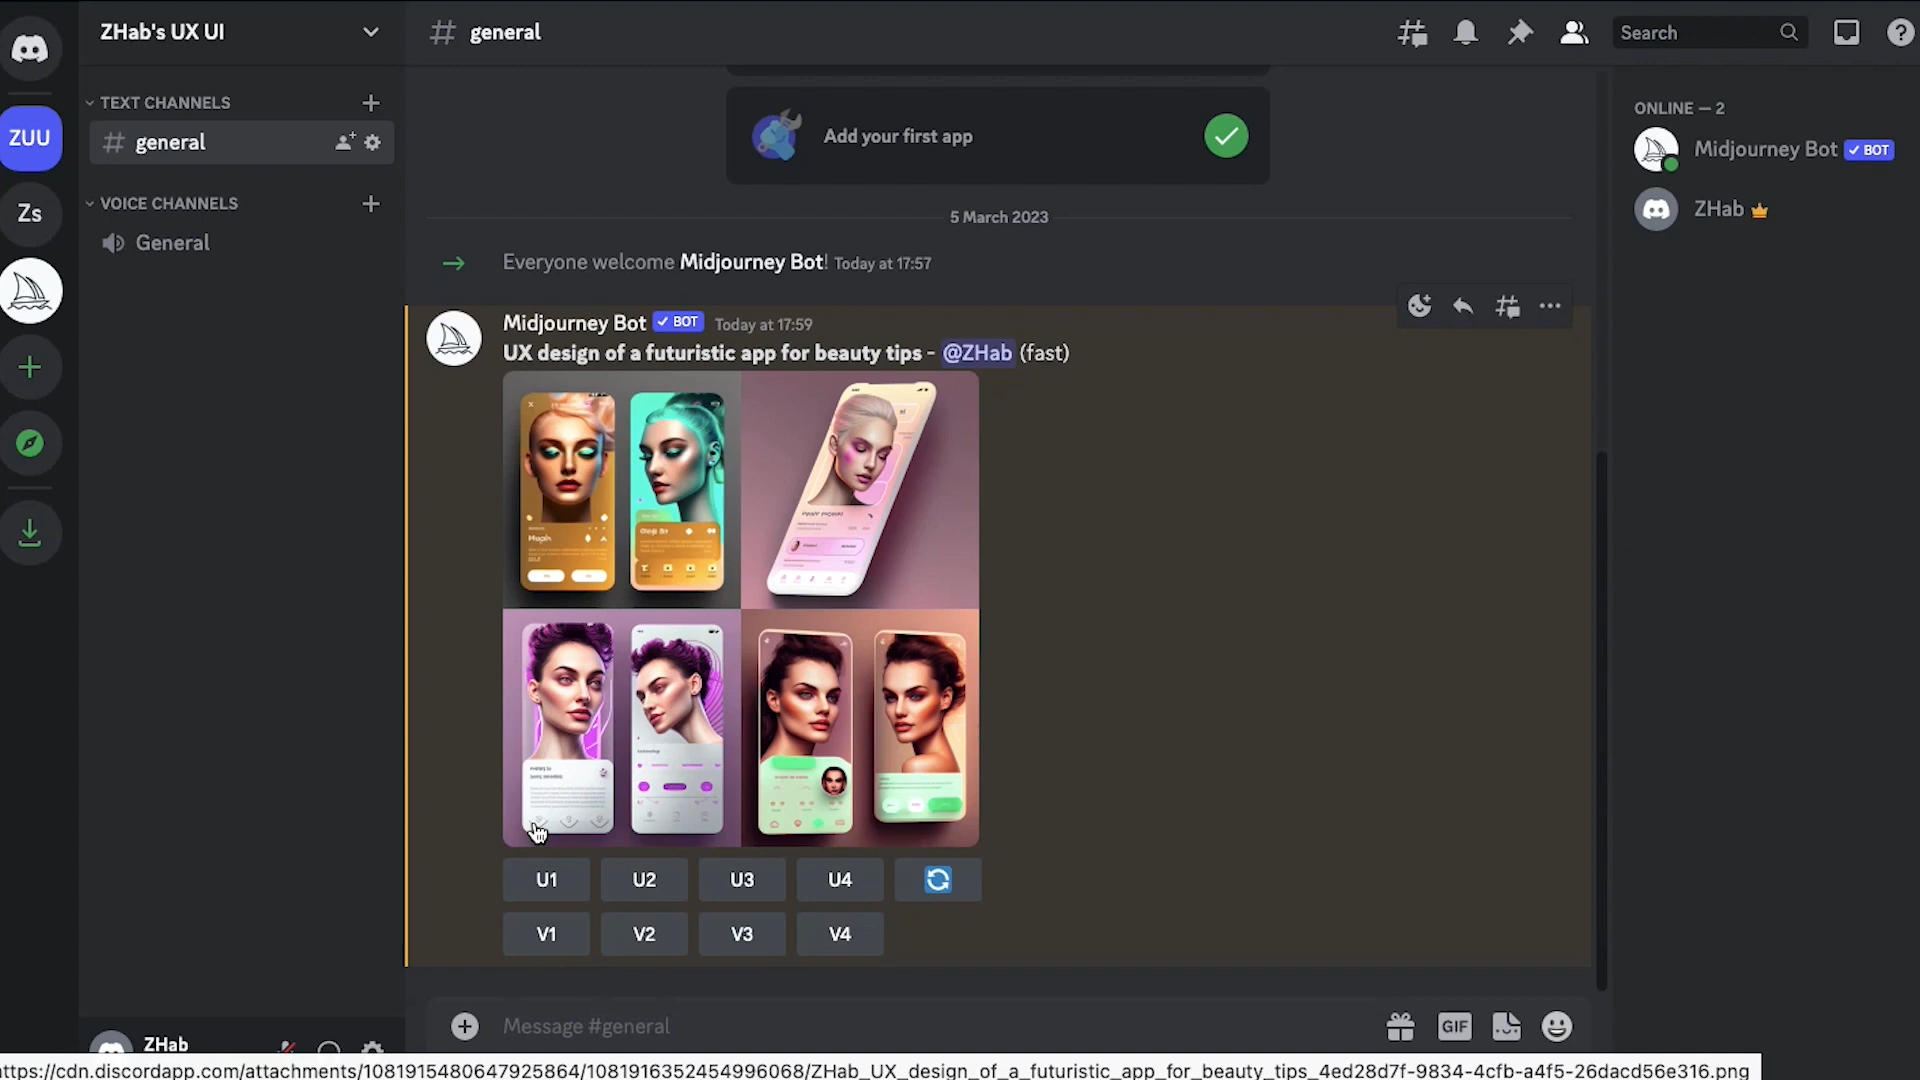 ZHab's UX UI
general
Search
ZUU
Zs
TEXT CHANNELS
general
VOICE CHANNELS
General
Add your first app
5 March 2023
Everyone welcome Midjourney Bot! Today at 17:57
Midjourney Bot BOT Today at 17:59
UX design of a futuristic app for beauty tips - @ZHab (fast)
U1 U2 U3 U4
V1 V2 V3 V4
Message #general
GIF
ONLINE — 2
Midjourney Bot BOT
ZHab
ZHab
ttps://cdn.discordapp.com/attachments/1081915480647925864/1081916352454996068/ZHab_UX_design_of_a_futuristic_app_for_beauty_tips_4ed28d7f-9834-4cfb-a4f5-26dacd56e316.png